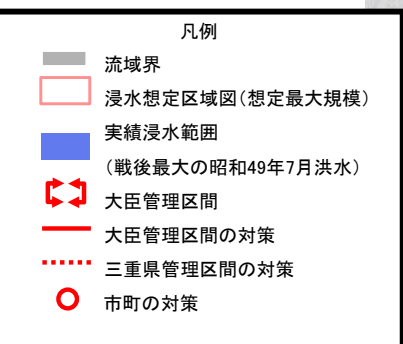 凡例
流域界
浸水想定区域図（想定最大規模）
実績浸水範囲
（戦後最大の昭和49年7月洪水）
大臣管理区間
大臣管理区間の対策
三重県管理区間の対策
市町の対策